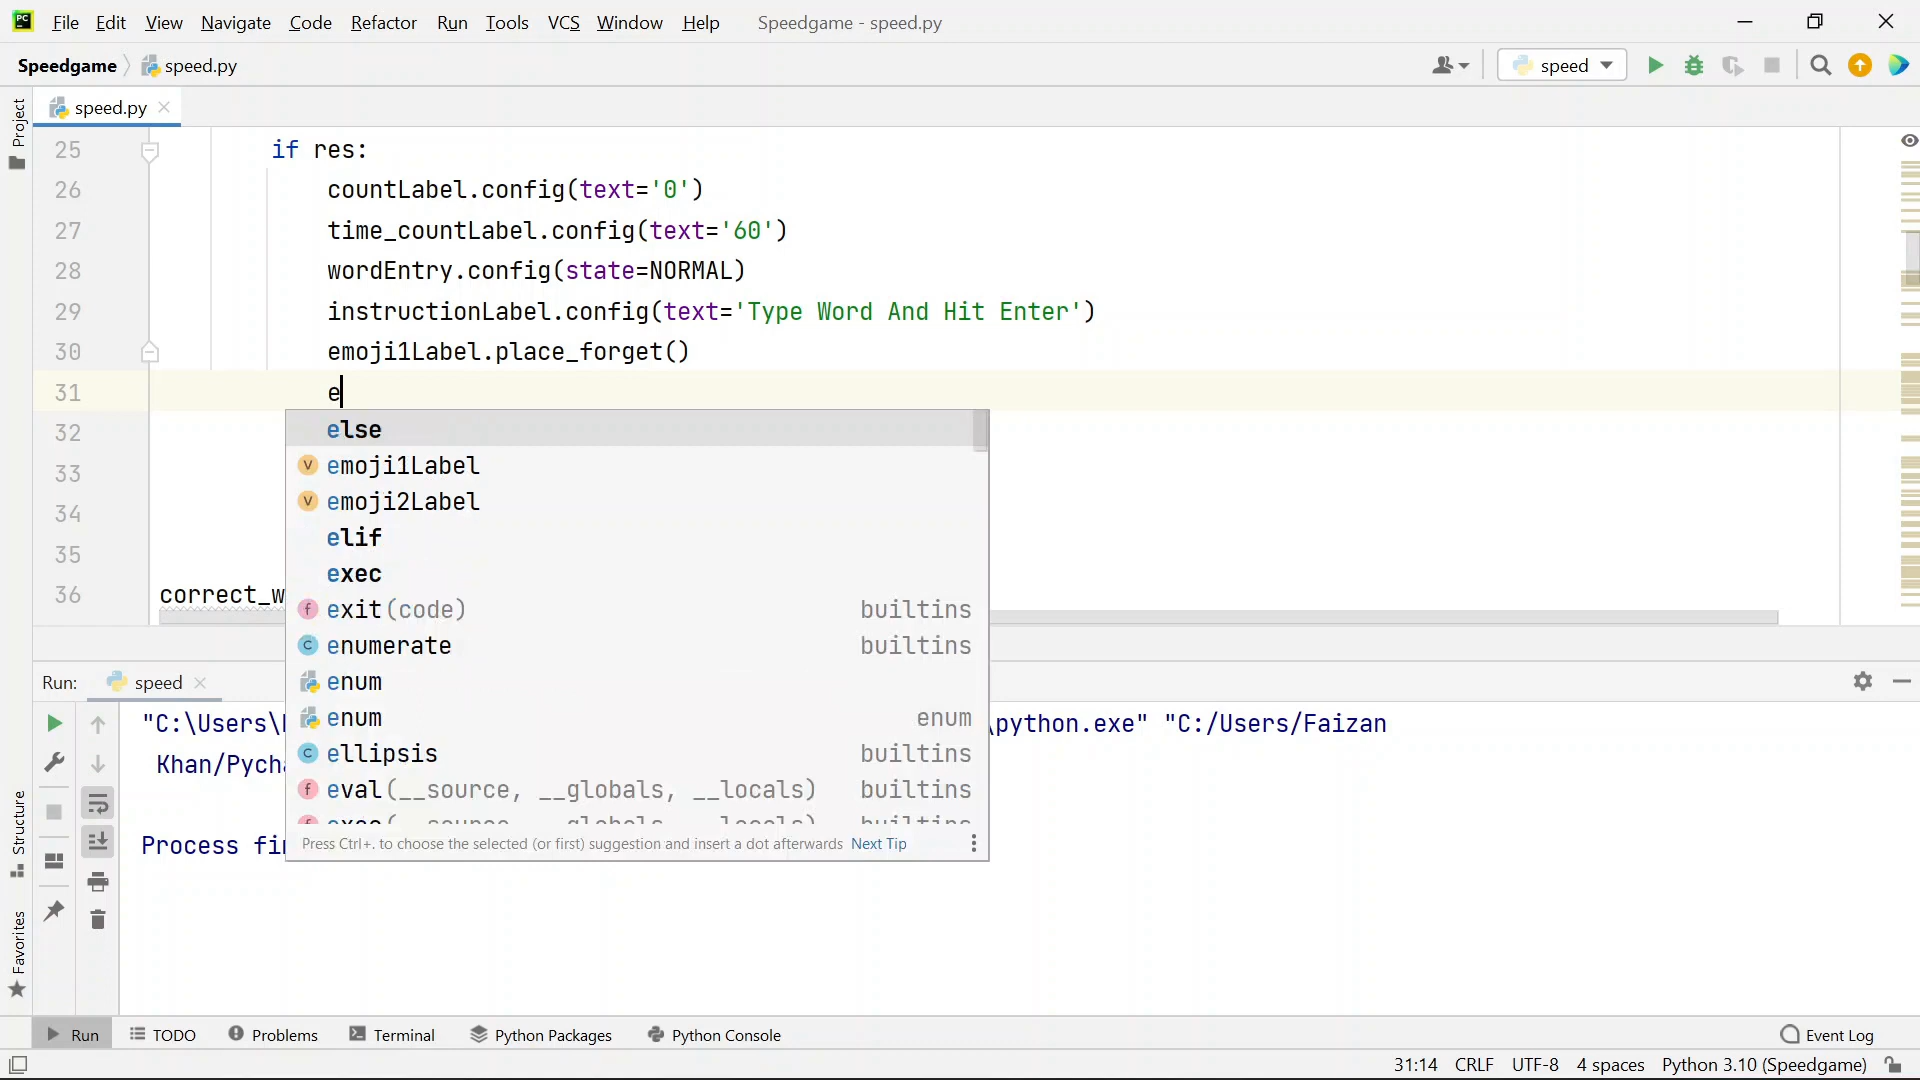 File Edit View Navigate Code Refactor Run Tools VCS Window Help Speedgame - speed.py
Speedgame speed.py speed
Project
speed.py
25 if res:
26 countLabel.config(text='0')
27 time_countLabel.config(text='60')
28 wordEntry.config(state=NORMAL)
29 instructionLabel.config(text='Type Word And Hit Enter')
30 emoji1Label.place_forget()
31 e
32
33
34
35
36 correct_w
else
emoji1Label
emoji2Label
elif
exec
exit(code) builtins
enumerate builtins
enum
enum enum
ellipsis builtins
eval(__source, __globals, __locals) builtins
exec(__source, __globals, __locals) builtins
Press Ctrl+. to choose the selected (or first) suggestion and insert a dot afterwards Next Tip
Run: speed
"C:\Users\ \python.exe" "C:/Users/Faizan
Khan/Pycha
Process fi
Structure
Favorites
Run TODO Problems Terminal Python Packages Python Console Event Log
31:14 CRLF UTF-8 4 spaces Python 3.10 (Speedgame)